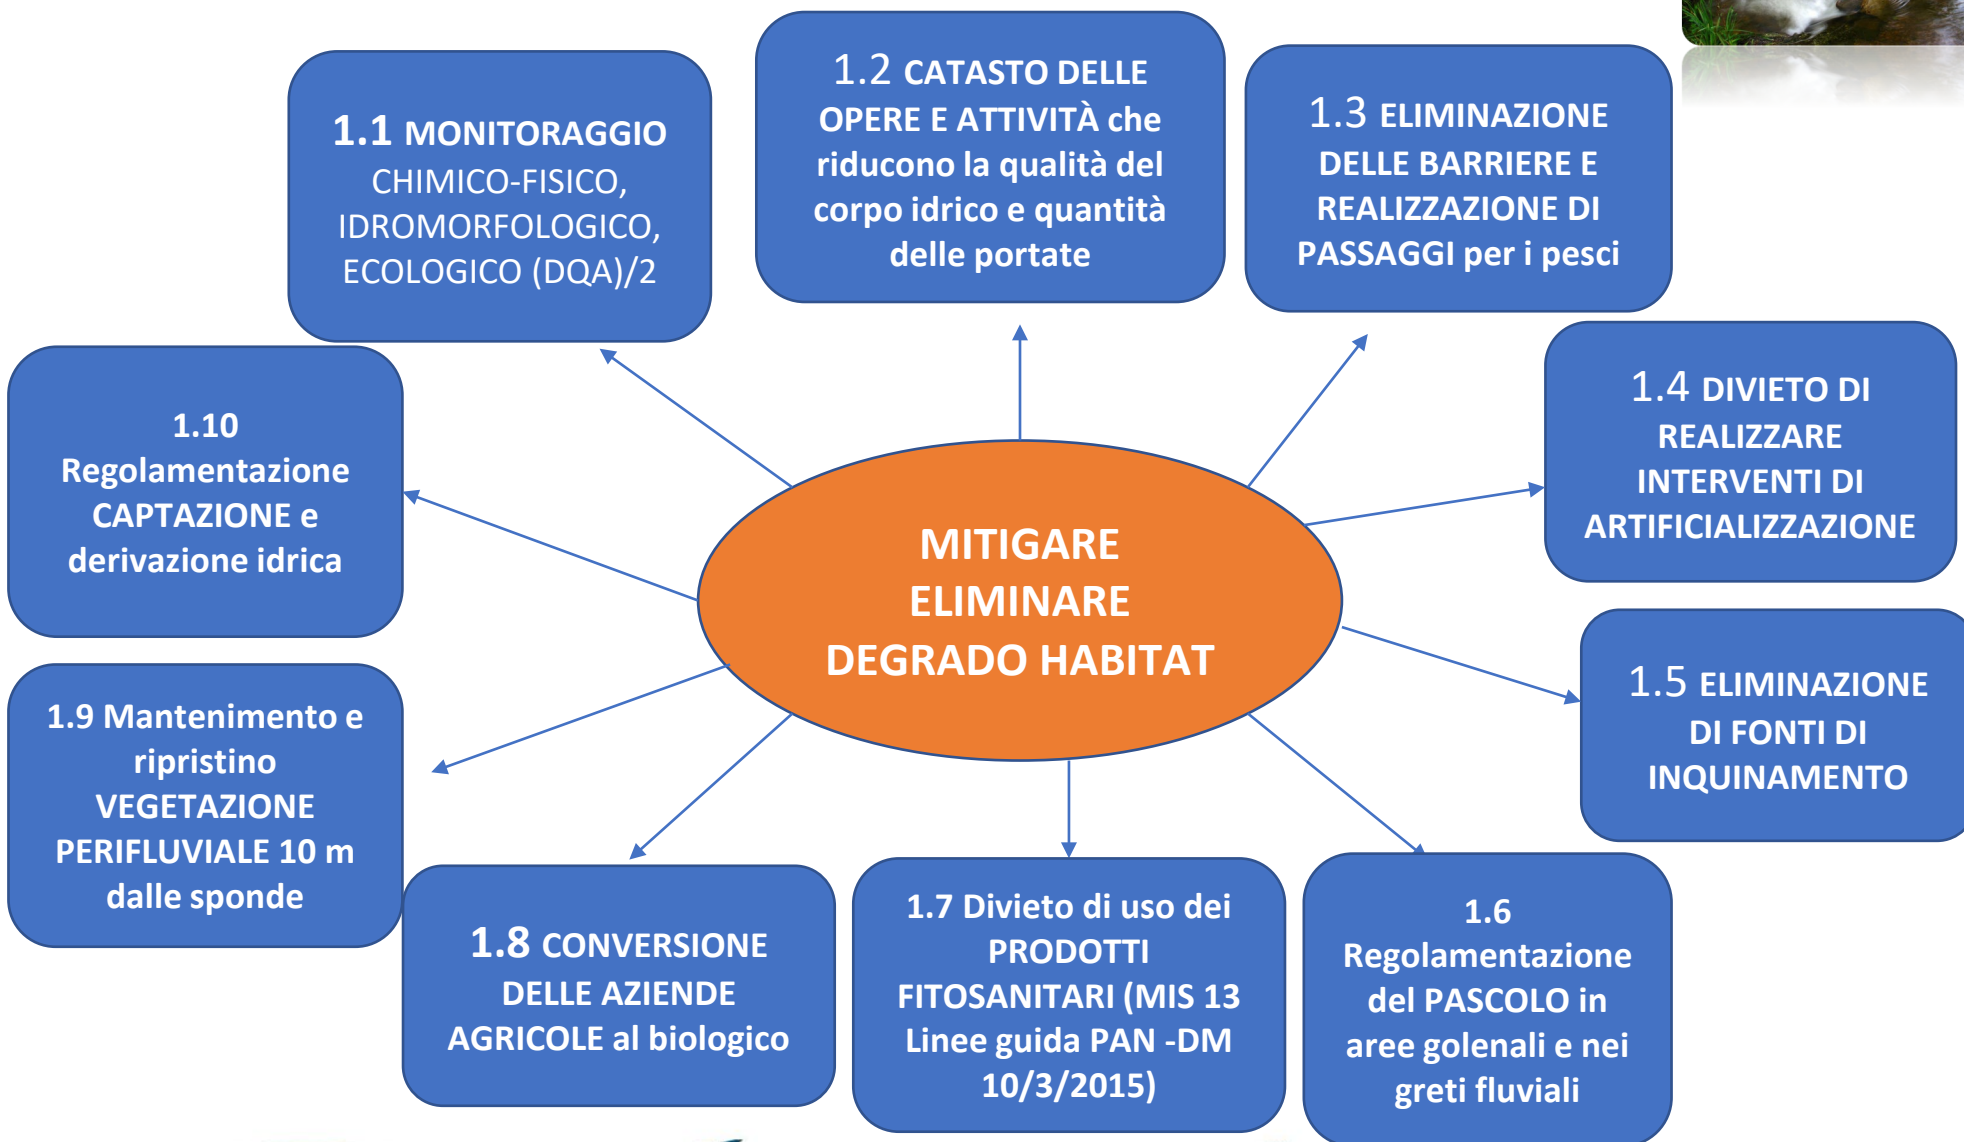 1.1 MONITORAGGIO
CHIMICO-FISICO,
IDROMORFOLOGICO,
ECOLOGICO (DQA)/2
1.2 CATASTO DELLE
OPERE E ATTIVITÀ che
riducono la qualità del
corpo idrico e quantità
delle portate
1.3 ELIMINAZIONE
DELLE BARRIERE E
REALIZZAZIONE DI
PASSAGGI per i pesci
1.4 DIVIETO DI
REALIZZARE
INTERVENTI DI
ARTIFICIALIZZAZIONE
1.5 ELIMINAZIONE
DI FONTI DI
INQUINAMENTO
1.6
Regolamentazione
del PASCOLO in
aree golenali e nei
greti fluviali
1.7 Divieto di uso dei
PRODOTTI
FITOSANITARI (MIS 13
Linee guida PAN -DM
10/3/2015)
1.8 CONVERSIONE
DELLE AZIENDE
AGRICOLE al biologico
1.9 Mantenimento e
ripristino
VEGETAZIONE
PERIFLUVIALE 10 m
dalle sponde
1.10
Regolamentazione
CAPTAZIONE e
derivazione idrica
MITIGARE
ELIMINARE
DEGRADO HABITAT